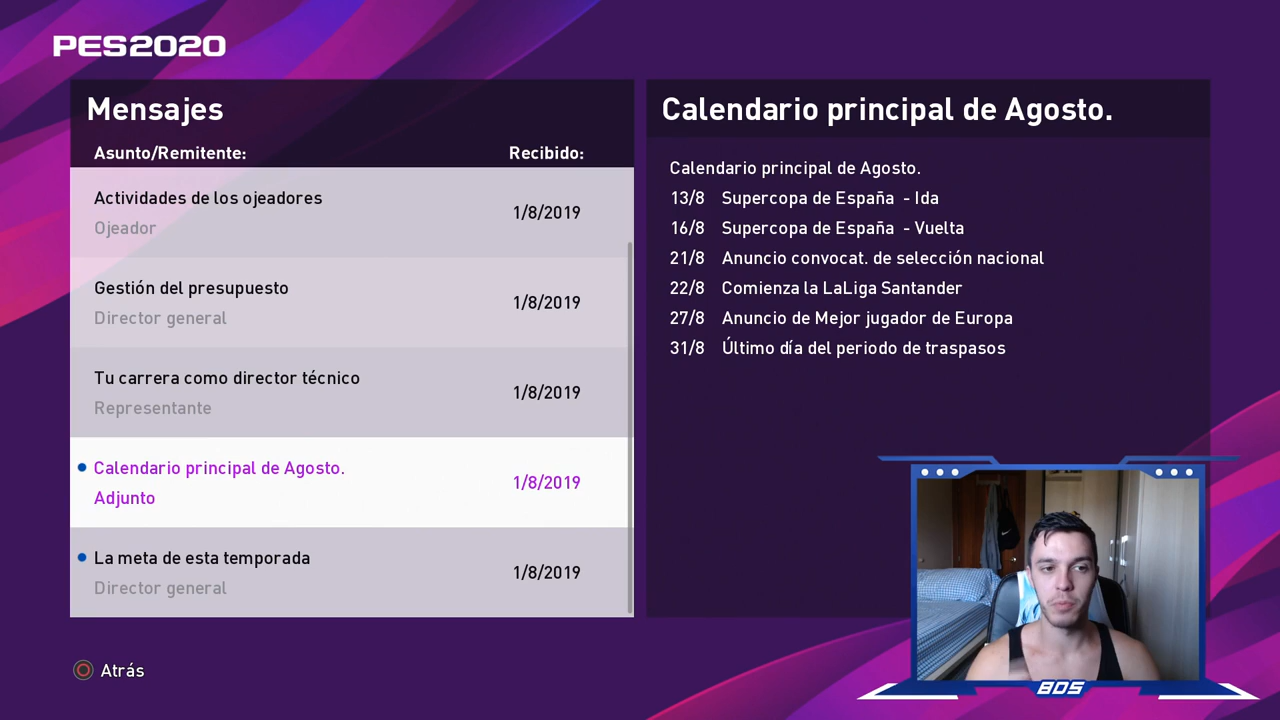 PES2020
Mensajes
Asunto/Remitente: Recibido:
Actividades de los ojeadores
Ojeador
1/8/2019
Gestión del presupuesto
Director general
1/8/2019
Tu carrera como director técnico
Representante
1/8/2019
Calendario principal de Agosto.
Adjunto
1/8/2019
La meta de esta temporada
Director general
1/8/2019
Atrás
Calendario principal de Agosto.
Calendario principal de Agosto.
13/8 Supercopa de España - Ida
16/8 Supercopa de España - Vuelta
21/8 Anuncio convocat. de selección nacional
22/8 Comienza la LaLiga Santander
27/8 Anuncio de Mejor jugador de Europa
31/8 Último día del periodo de traspasos
BDS